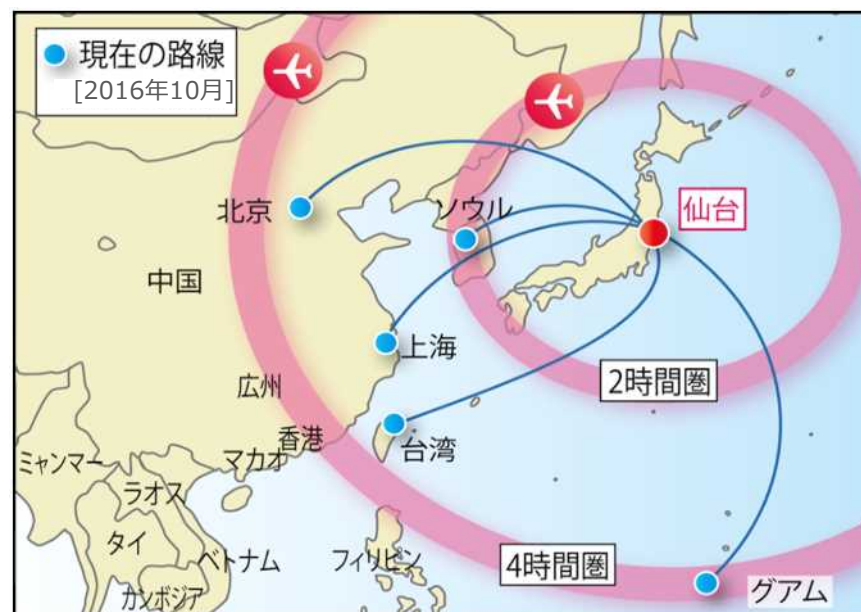 現在の路線
[2016年10月]
北京
ソウル
仙台
中国
上海
2時間圏
広州
香港
台湾
ミャンマー
マカオ
ラオス
タイ
ベトナム
フィリピン
4時間圏
グアム
カンボジア